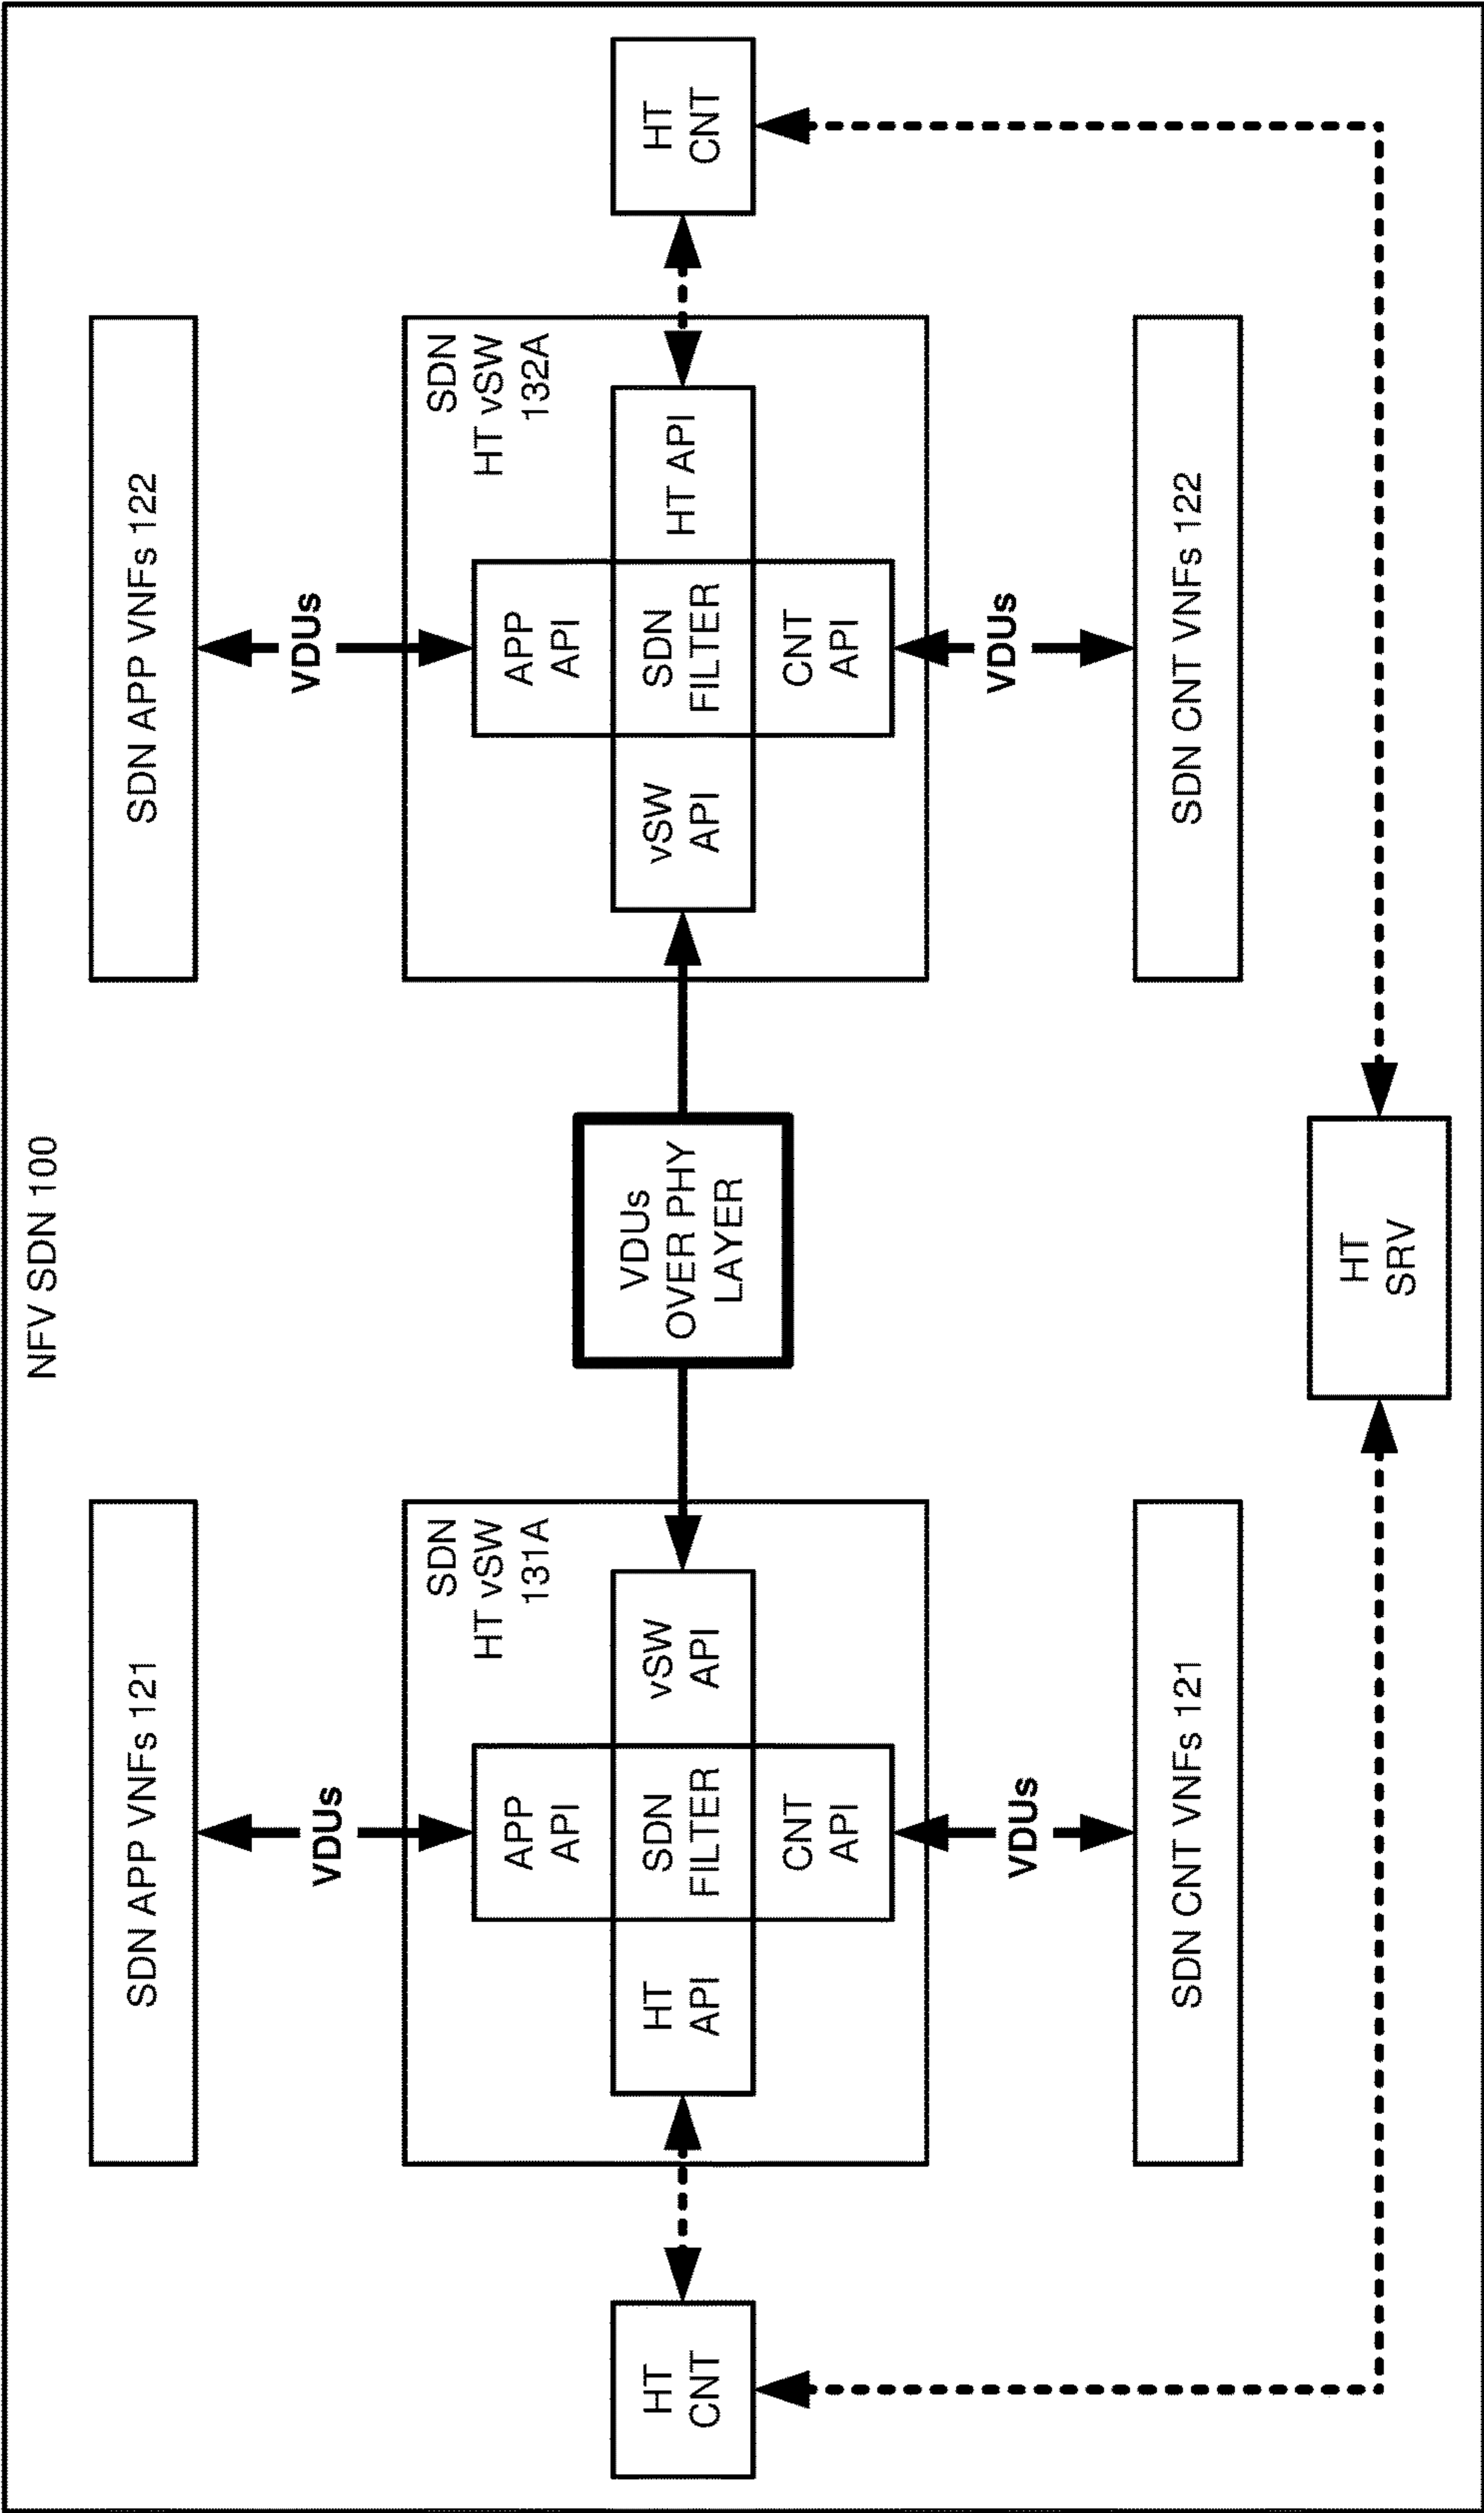 NFV SDN 100
SDN APP VNFs 121
SDN APP VNFs 122
VDUs
VDUs
SDN
HT vSW
131A
SDN
HT vSW
132A
APP
API
APP
API
HT
CNT
HT
API
SDN
FILTER
vSW
API
VDUs
OVER PHY
LAYER
vSW
API
SDN
FILTER
HT API
HT
CNT
CNT
API
CNT
API
VDUs
VDUs
SDN CNT VNFs 121
SDN CNT VNFs 122
HT
SRV